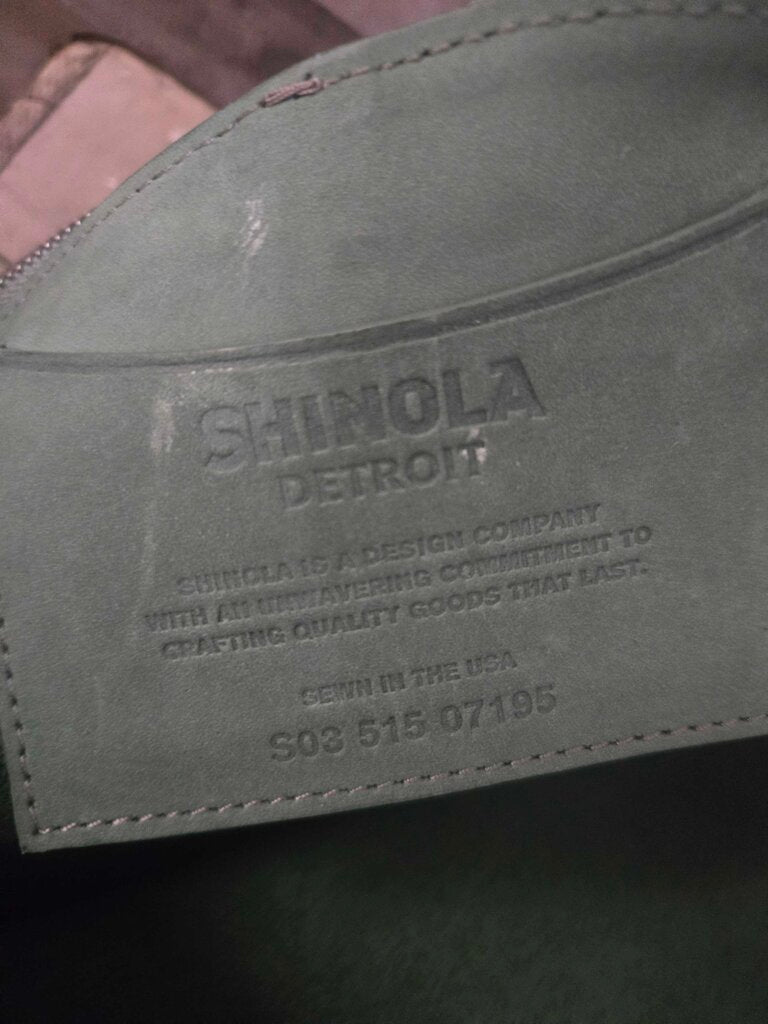 SHINOLA
DETROIT
SHINOLA IS A DESIGN COMPANY
WITH AN UNWAVERING COMMITMENT TO
CRAFTING QUALITY GOODS THAT LAST.
SEWN IN THE USA
S03 515 07195